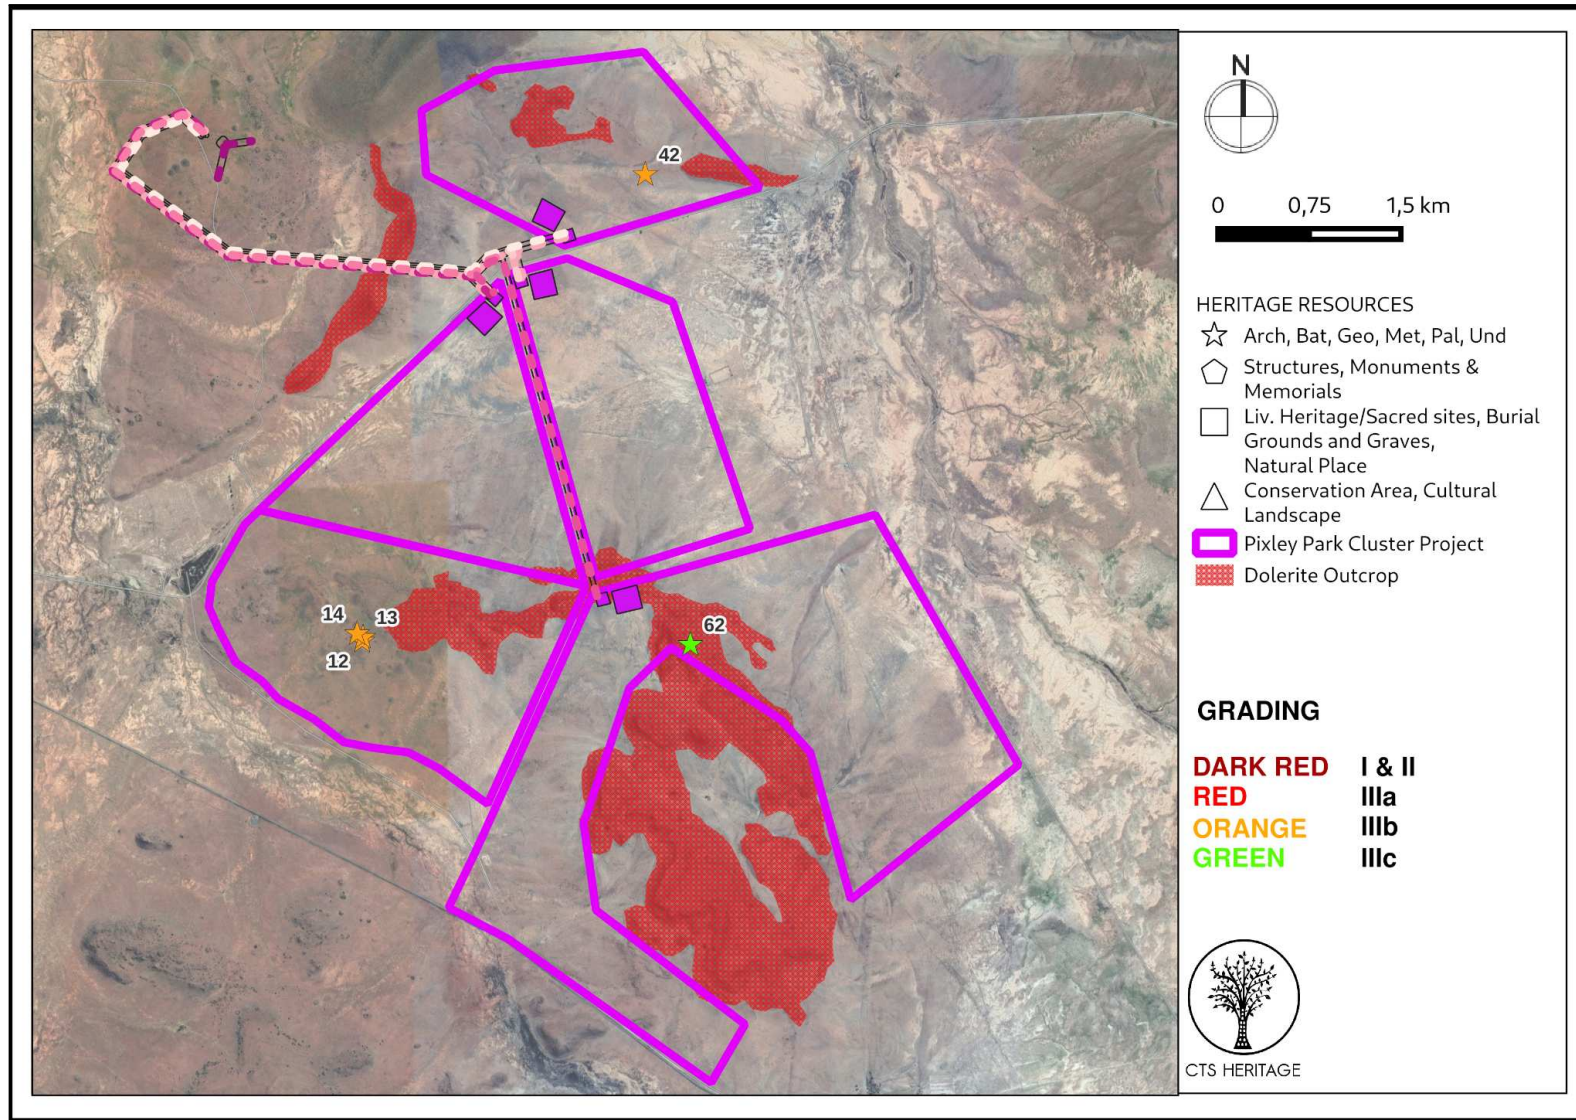 42
14
13
12
62
N
0 0,75 1,5 km
HERITAGE RESOURCES
Arch, Bat, Geo, Met, Pal, Und
Structures, Monuments &
Memorials
Liv. Heritage/Sacred sites, Burial
Grounds and Graves,
Natural Place
Conservation Area, Cultural
Landscape
Pixley Park Cluster Project
Dolerite Outcrop
GRADING
DARK RED I & II
RED IIIa
ORANGE IIIb
GREEN IIIc
CTS HERITAGE